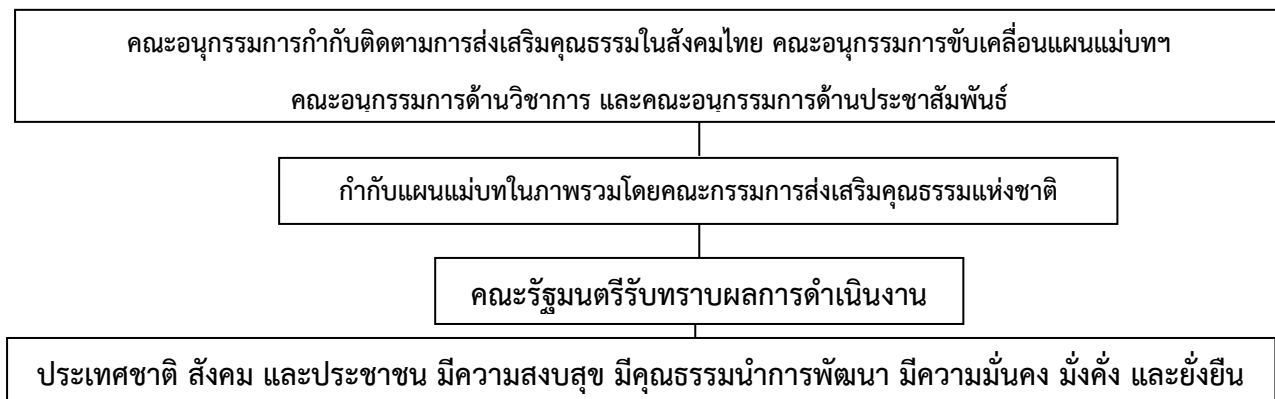 คณะอนุกรรมการกำกับติดตามการส่งเสริมคุณธรรมในสังคมไทย คณะอนุกรรมการขับเคลื่อนแผนแม่บทฯ
คณะอนุกรรมการด้านวิชาการ และคณะอนุกรรมการด้านประชาสัมพันธ์
กำกับแผนแม่บทในภาพรวมโดยคณะกรรมการส่งเสริมคุณธรรมแห่งชาติ
คณะรัฐมนตรีรับทราบผลการดำเนินงาน
ประเทศชาติ สังคม และประชาชน มีความสงบสุข มีคุณธรรมนำการพัฒนา มีความมั่นคง มั่งคั่ง และยั่งยืน